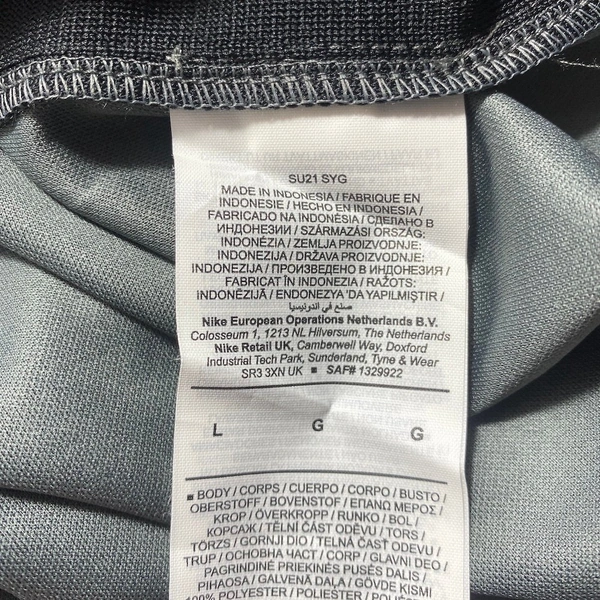 SU21 SYG
MADE IN INDONESIA / FABRIQUE EN
INDONESIE / HECHO EN INDONESIA /
FABRICADO NA INDONÉSIA / СДЕЛАНО В
ИНДОНЕЗИИ / SZÁRMAZÁSI ORSZÁG:
INDONÉZIA / ZEMLJA PROIZVODNJE:
INDONEZIJA / DRŽAVA PROIZVODNJE:
INDONEZIJA / ПРОИЗВЕДЕНО В ИНДОНЕЗИИ
/ FABRICAT ÎN INDONEZIA / RAŽOTS:
INDONĒZIJĀ / ENDONEZYA 'DA YAPILMIŞTIR /
صنع في اندونيسيا
Nike European Operations Netherlands B.V.
Colosseum 1, 1213 NL Hilversum, The Netherlands
Nike Retail UK, Camberwell Way, Doxford
Industrial Tech Park, Sunderland, Tyne & Wear
SR3 3XN UK ■ SAF# 1329922
L G G
■ BODY / CORPS / CUERPO / CORPO / BUSTO /
OBERSTOFF / BOVENSTOF / ΕΠΑΝΩ ΜΕΡΟΣ /
KROP / ÖVERKROPP / RUNKO / BOL /
КОРСАЖ / TĚLNÍ ČÁST ODĚVU / TORS /
TÖRZS / GORNJI DIO / TELNÁ ČASŤ ODEVU /
TRUP / ОСНОВНА ЧАСТ / CORP / GLAVNI DEO /
PAGRINDINĖ PRIEKINĖS PUSĖS DALIS /
PIHAOSA / GALVENĀ DAĻA / GÖVDE KISMI
100% POLYESTER / POLIESTER /